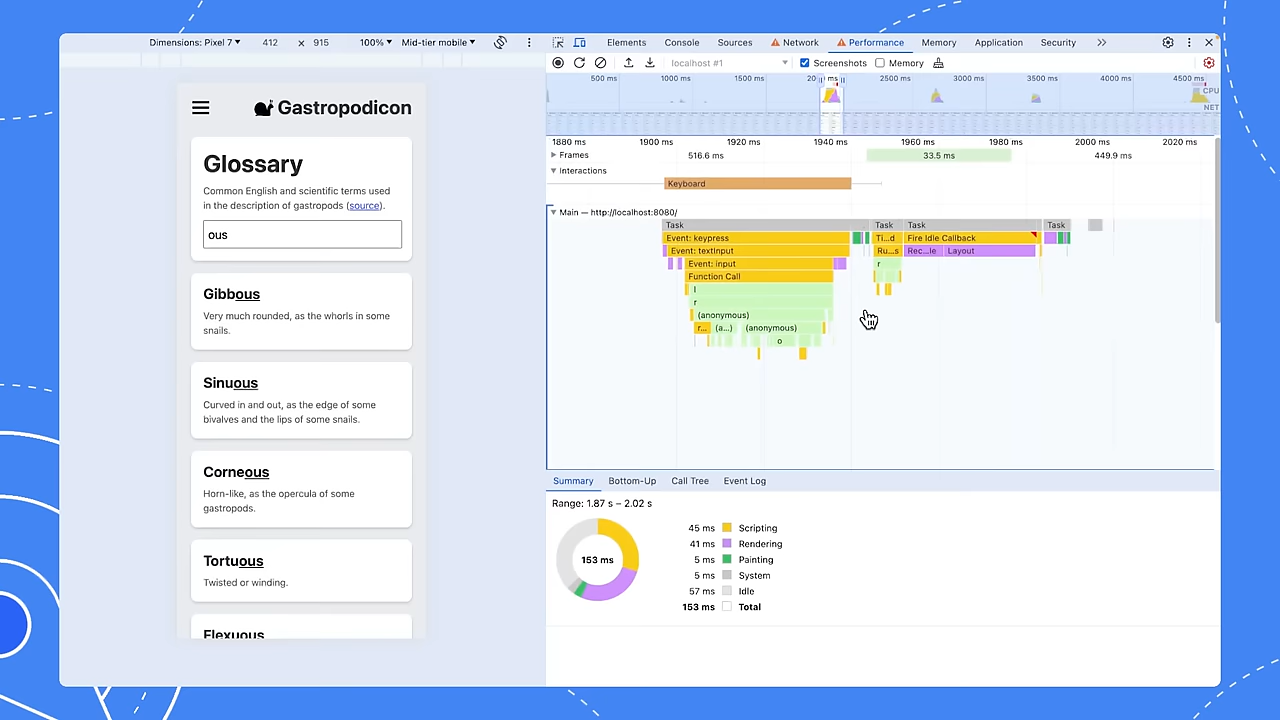 Dimensions: Pixel 7 ▼ 412 × 915 100% ▼ Mid-tier mobile ▼
Elements Console Sources Network Performance Memory Application Security
localhost #1 Screenshots Memory
500 ms 1000 ms 1500 ms 20 ms 2500 ms 3000 ms 3500 ms 4000 ms 4500 ms
CPU
NET
1880 ms 1900 ms 1920 ms 1940 ms 1960 ms 1980 ms 2000 ms 2020 ms
Frames 516.6 ms 33.5 ms 449.9 ms
Interactions
Keyboard
Main — http://localhost:8080/
Task Task Task Task
Event: keypress Ti...d Fire Idle Callback
Event: textInput Ru...s Rec...le Layout
Event: input r
Function Call
l
r
(anonymous)
r... (a...) (anonymous)
o
Summary Bottom-Up Call Tree Event Log
Range: 1.87 s – 2.02 s
153 ms
45 ms Scripting
41 ms Rendering
5 ms Painting
5 ms System
57 ms Idle
153 ms Total
Gastropodicon
Glossary
Common English and scientific terms used
in the description of gastropods (source).
ous
Gibbous
Very much rounded, as the whorls in some
snails.
Sinuous
Curved in and out, as the edge of some
bivalves and the lips of some snails.
Corneous
Horn-like, as the opercula of some
gastropods.
Tortuous
Twisted or winding.
Flexuous